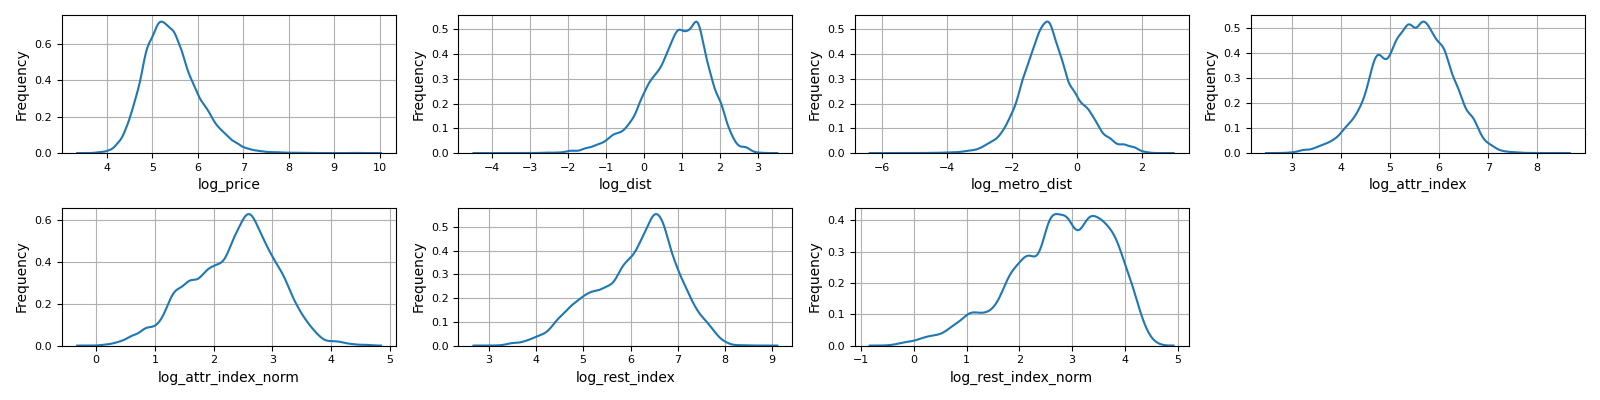 Frequency
0.6
0.4
0.2
0.0
4 5 6 7 8 9 10
log_price
Frequency
0.5
0.4
0.3
0.2
0.1
0.0
−4 −3 −2 −1 0 1 2 3
log_dist
Frequency
0.5
0.4
0.3
0.2
0.1
0.0
−6 −4 −2 0 2
log_metro_dist
Frequency
0.5
0.4
0.3
0.2
0.1
0.0
3 4 5 6 7 8
log_attr_index
Frequency
0.6
0.4
0.2
0.0
0 1 2 3 4 5
log_attr_index_norm
Frequency
0.5
0.4
0.3
0.2
0.1
0.0
3 4 5 6 7 8 9
log_rest_index
Frequency
0.4
0.3
0.2
0.1
0.0
−1 0 1 2 3 4 5
log_rest_index_norm